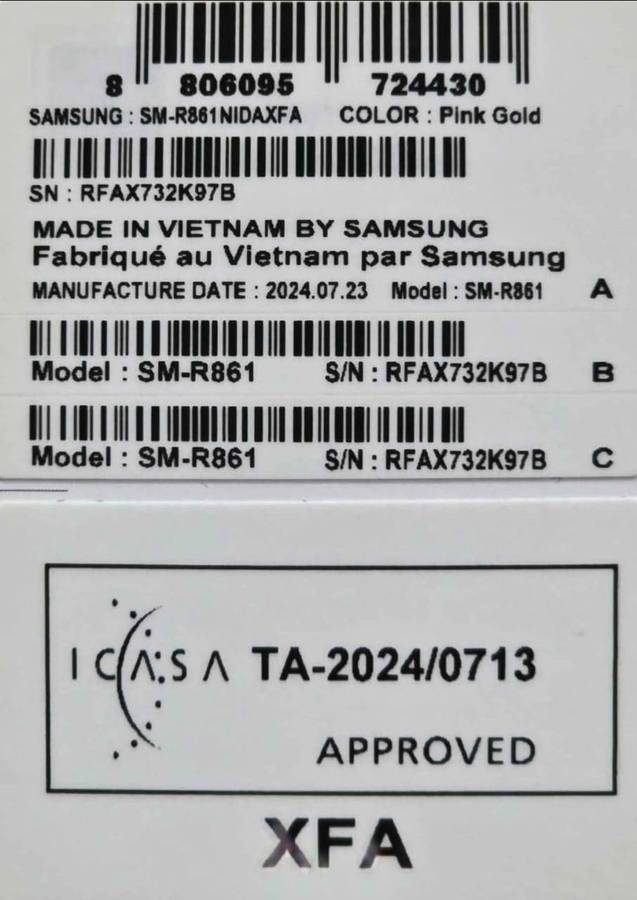 8 806095 724430
SAMSUNG : SM-R861NIDAXFA COLOR : Pink Gold
SN : RFAX732K97B
MADE IN VIETNAM BY SAMSUNG
Fabriqué au Vietnam par Samsung
MANUFACTURE DATE : 2024.07.23 Model : SM-R861 A
Model : SM-R861 S/N : RFAX732K97B B
Model : SM-R861 S/N : RFAX732K97B C
ICASA TA-2024/0713
APPROVED
XFA